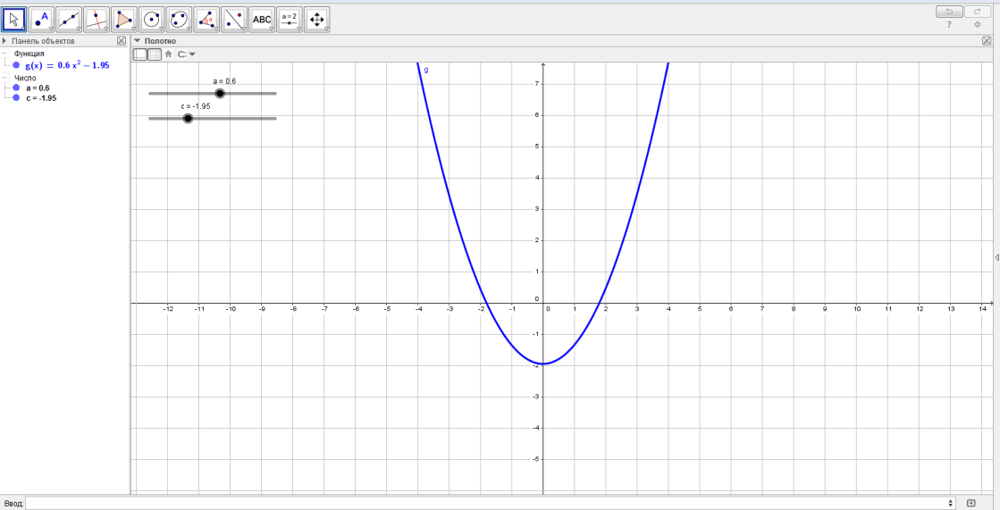 ABC
a = 2
Панель объектов
Полотно
Функция
g(x) = 0.6 x² − 1.95
Число
a = 0.6
c = -1.95
a = 0.6
c = -1.95
g
7
6
5
4
3
2
1
0
-1
-2
-3
-4
-5
-12 -11 -10 -9 -8 -7 -6 -5 -4 -3 -2 -1 0 1 2 3 4 5 6 7 8 9 10 11 12 13 14
Ввод: